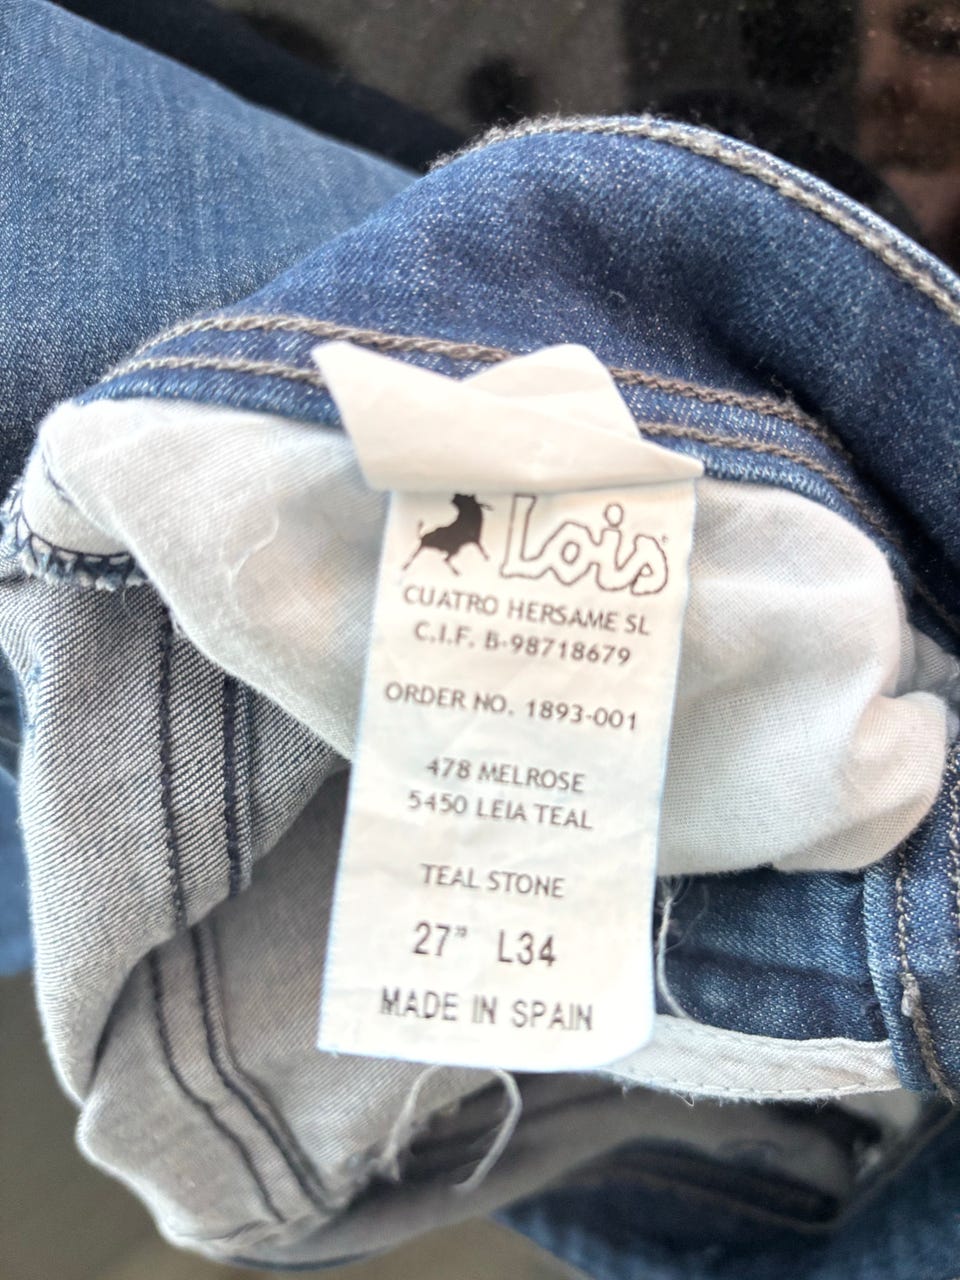 Lois
CUATRO HERSAME SL
C.I.F. B-98718679
ORDER NO. 1893-001
478 MELROSE
5450 LEIA TEAL
TEAL STONE
27" L34
MADE IN SPAIN